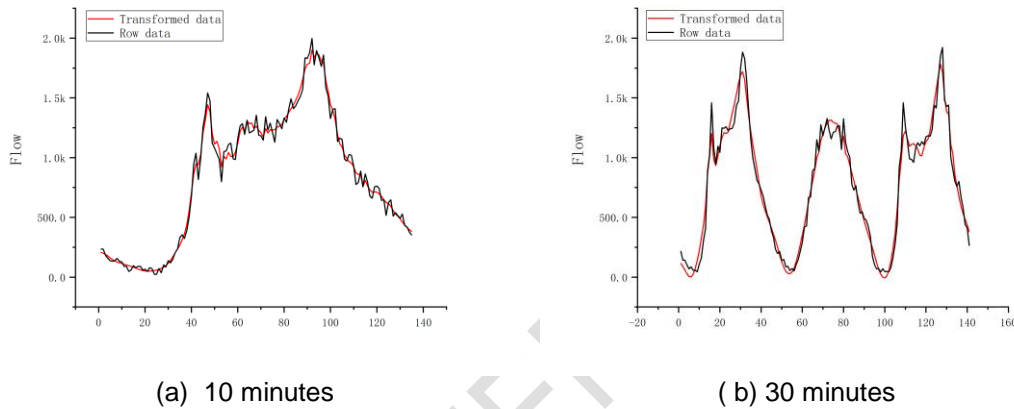 Transformed data
Row data
2.0k
1.5k
1.0k
500.0
0.0
Flow
0 20 40 60 80 100 120 140
Transformed data
Row data
2.0k
1.5k
1.0k
500.0
0.0
Flow
-20 0 20 40 60 80 100 120 140 160
(a) 10 minutes
( b) 30 minutes